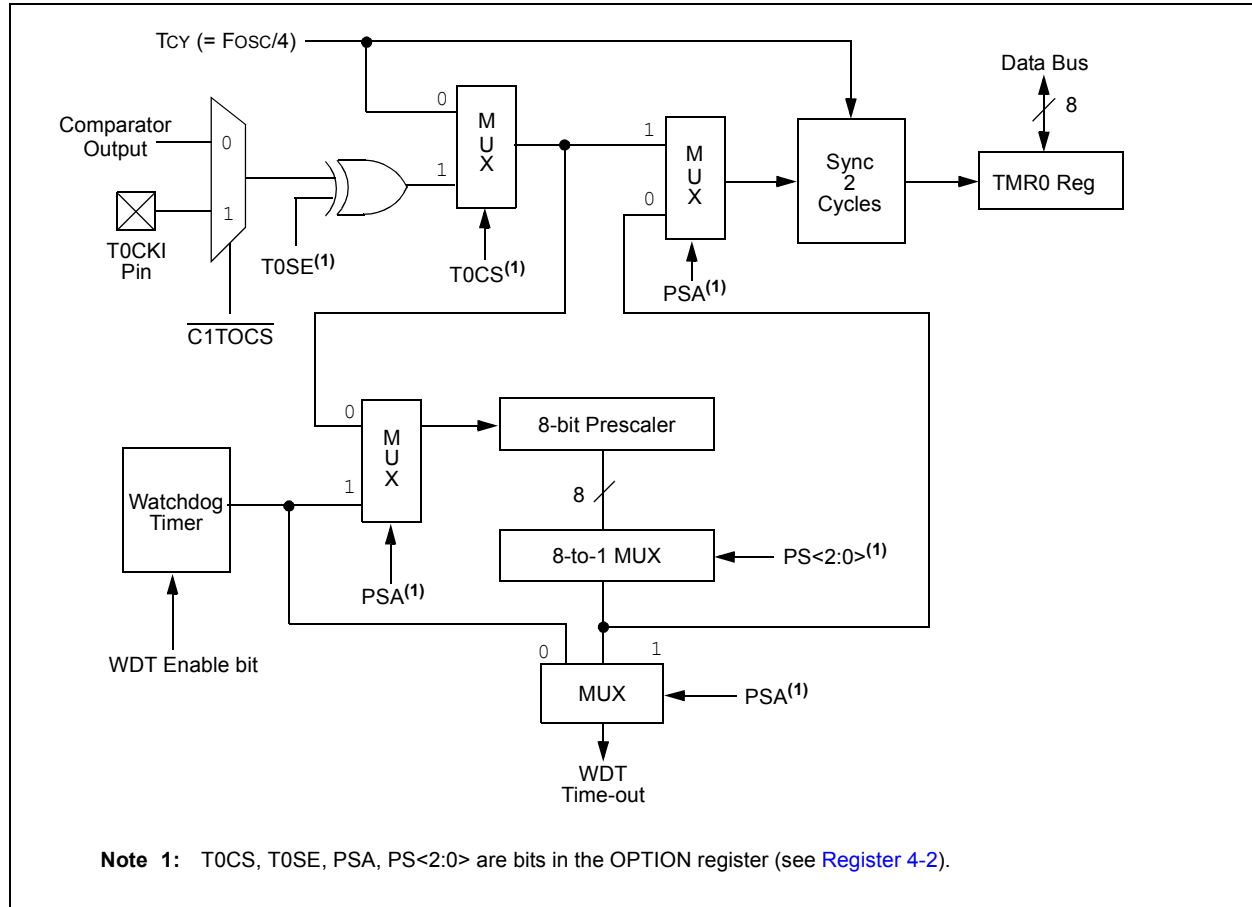 TCY (= FOSC/4)
Data Bus
8
Comparator
Output
0
1
T0CKI
Pin
C1TOCS
T0SE(1)
0
1
MUX
T0CS(1)
1
0
MUX
PSA(1)
Sync
2
Cycles
TMR0 Reg
0
1
MUX
PSA(1)
8-bit Prescaler
8
8-to-1 MUX
PS<2:0>(1)
Watchdog
Timer
WDT Enable bit
0
1
MUX
PSA(1)
WDT
Time-out
Note 1: T0CS, T0SE, PSA, PS<2:0> are bits in the OPTION register (see Register 4-2).